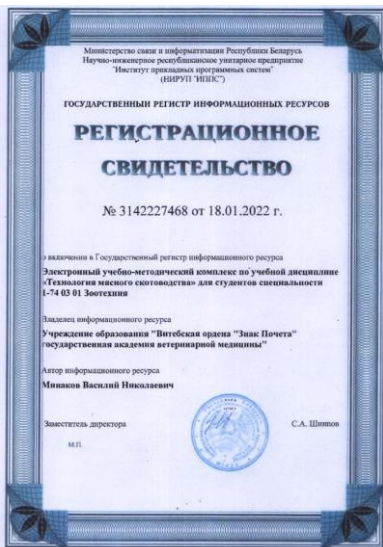 Министерство связи и информатизации Республики Беларусь
Научно-инженерное республиканское унитарное предприятие
"Институт прикладных программных систем"
(НИРУП "ИППС")
ГОСУДАРСТВЕННЫЙ РЕГИСТР ИНФОРМАЦИОННЫХ РЕСУРСОВ
РЕГИСТРАЦИОННОЕ
СВИДЕТЕЛЬСТВО
№ 3142227468 от 18.01.2022 г.
о включении в Государственный регистр информационного ресурса
Электронный учебно-методический комплекс по учебной дисциплине
«Технология мясного скотоводства» для студентов специальности
1-74 03 01 Зоотехния
Владелец информационного ресурса
Учреждение образования "Витебская ордена "Знак Почета"
государственная академия ветеринарной медицины"
Автор информационного ресурса
Минаков Василий Николаевич
Заместитель директора
С.А.
М.П.